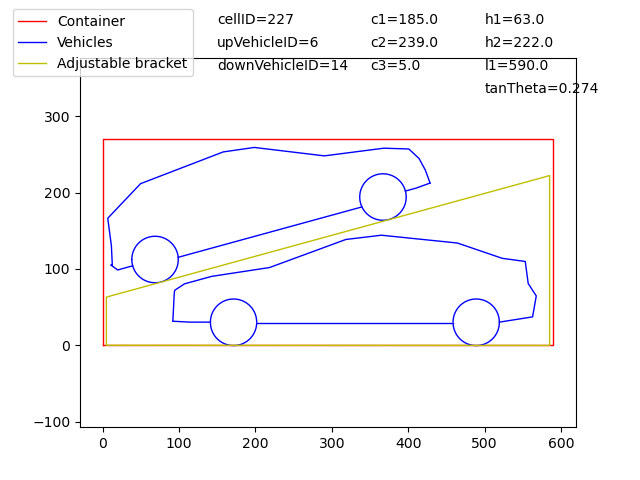 Container
Vehicles
Adjustable bracket
cellID=227
upVehicleID=6
downVehicleID=14
c1=185.0
c2=239.0
c3=5.0
h1=63.0
h2=222.0
l1=590.0
tanTheta=0.274
300
200
100
0
−100
0 100 200 300 400 500 600